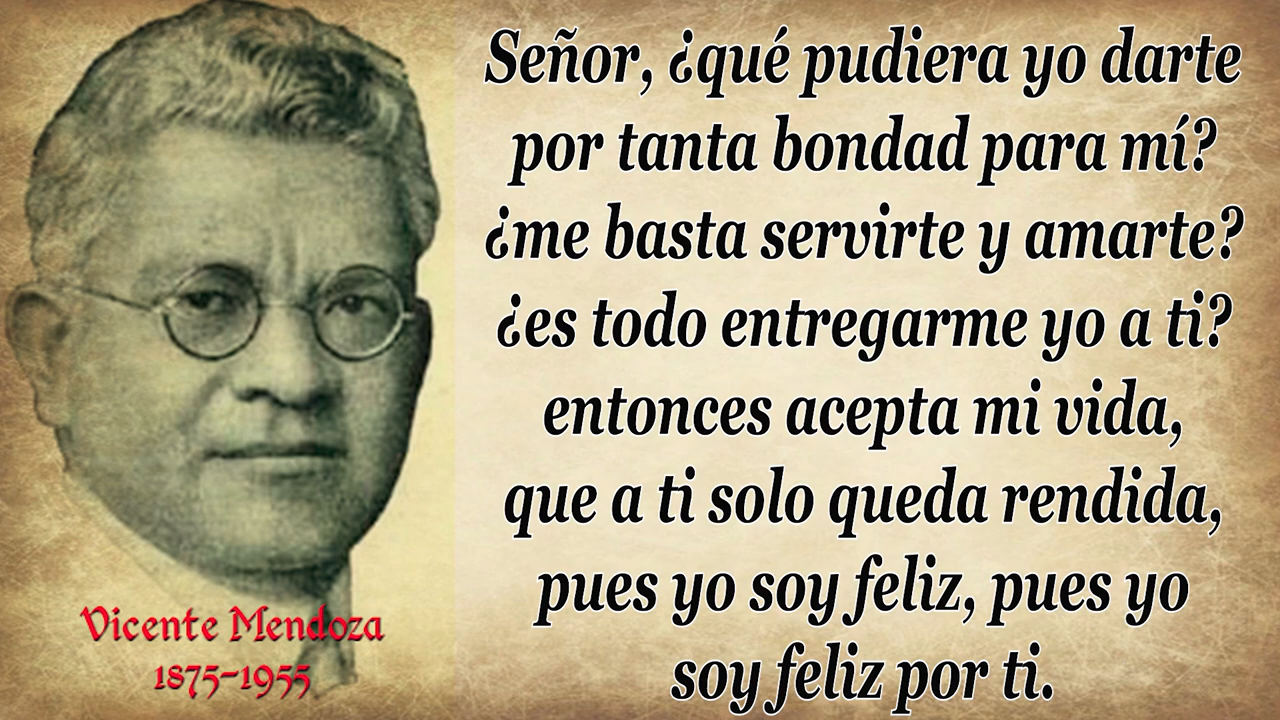 Señor, ¿qué pudiera yo darte
por tanta bondad para mí?
¿me basta servirte y amarte?
¿es todo entregarme yo a ti?
entonces acepta mi vida,
que a ti solo queda rendida,
pues yo soy feliz, pues yo
soy feliz por ti.
Vicente Mendoza
1875-1955